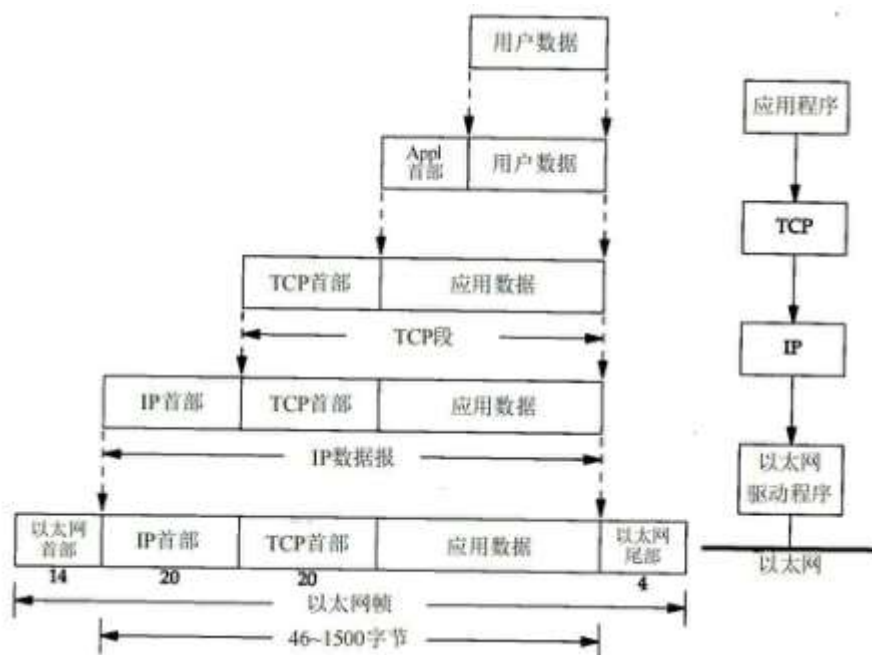 用户数据
应用程序
Appl
首部
用户数据
TCP
TCP首部
应用数据
TCP段
IP
IP首部
TCP首部
应用数据
IP数据报
以太网
驱动程序
以太网
首部
IP首部
TCP首部
应用数据
以太网
尾部
以太网
14
20
20
4
以太网帧
46~1500字节